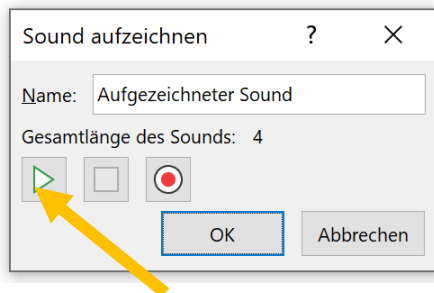 Sound aufzeichnen ?
Name: Aufgezeichneter Sound
Gesamtlänge des Sounds: 4
OK Abbrechen